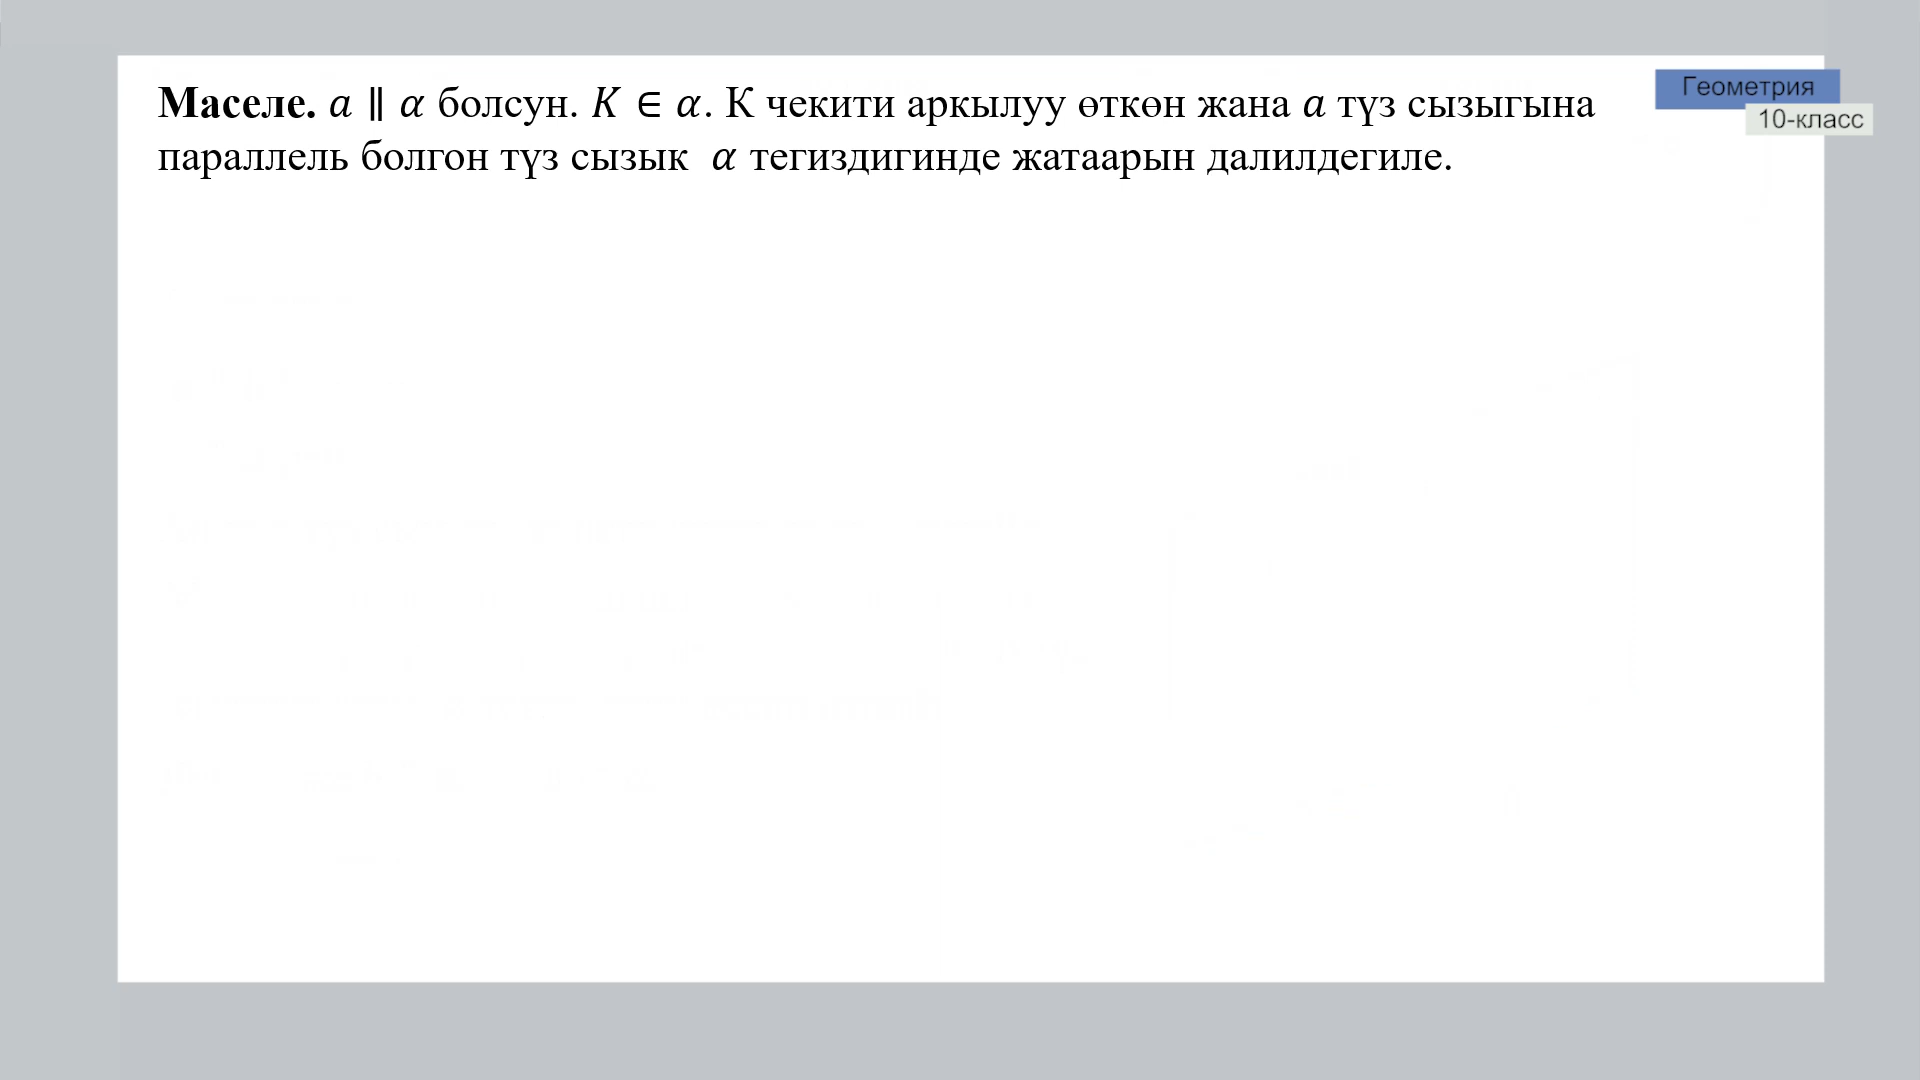 Маселе. 𝑎 ∥ 𝛼 болсун. 𝐾 ∈ 𝛼. К чекити аркылуу өткөн жана 𝑎 түз сызыгына
параллель болгон түз сызык 𝛼 тегиздигинде жатаарын далилдегиле.
Геометрия
10-класс